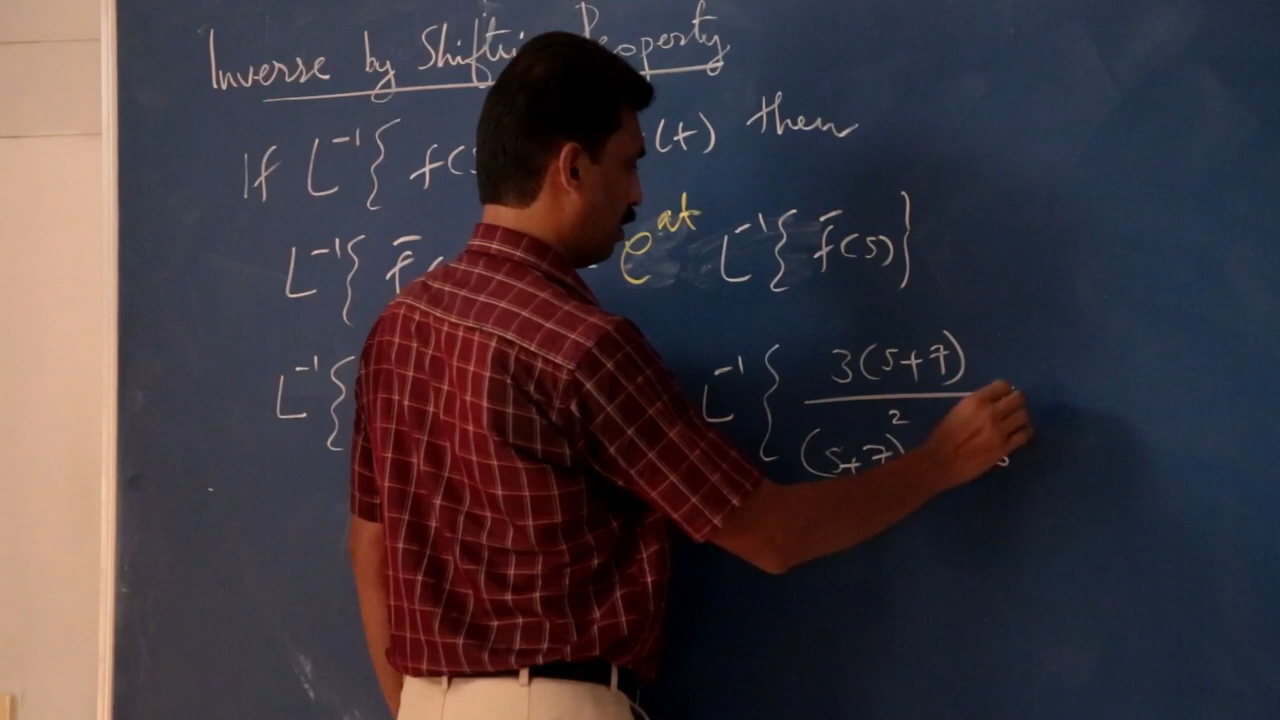 Inverse by Shifting Property
If L⁻¹{ f(s (t) then
L⁻¹{ f̄( e^at L⁻¹{ f̄(s)}
L⁻¹{ L⁻¹{ 3(s+7)
(s+7)²